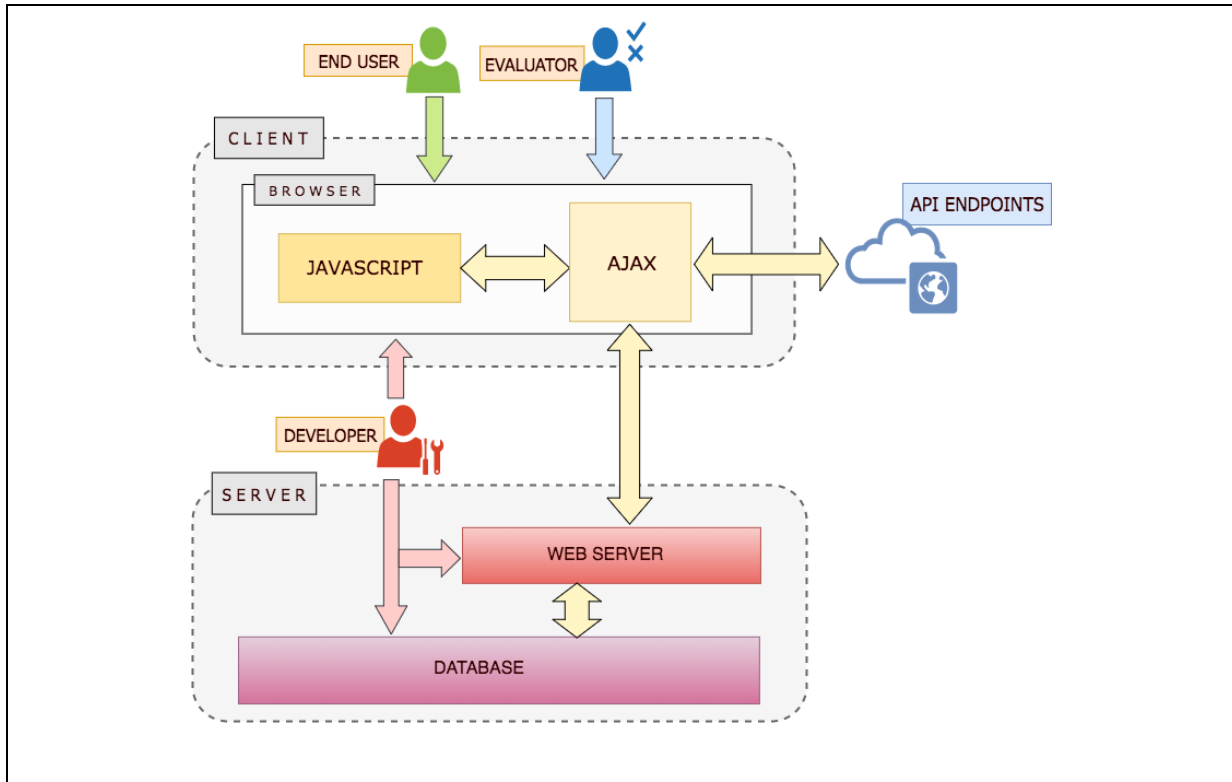 END USER
EVALUATOR
CLIENT
BROWSER
API ENDPOINTS
JAVASCRIPT
AJAX
DEVELOPER
SERVER
WEB SERVER
DATABASE